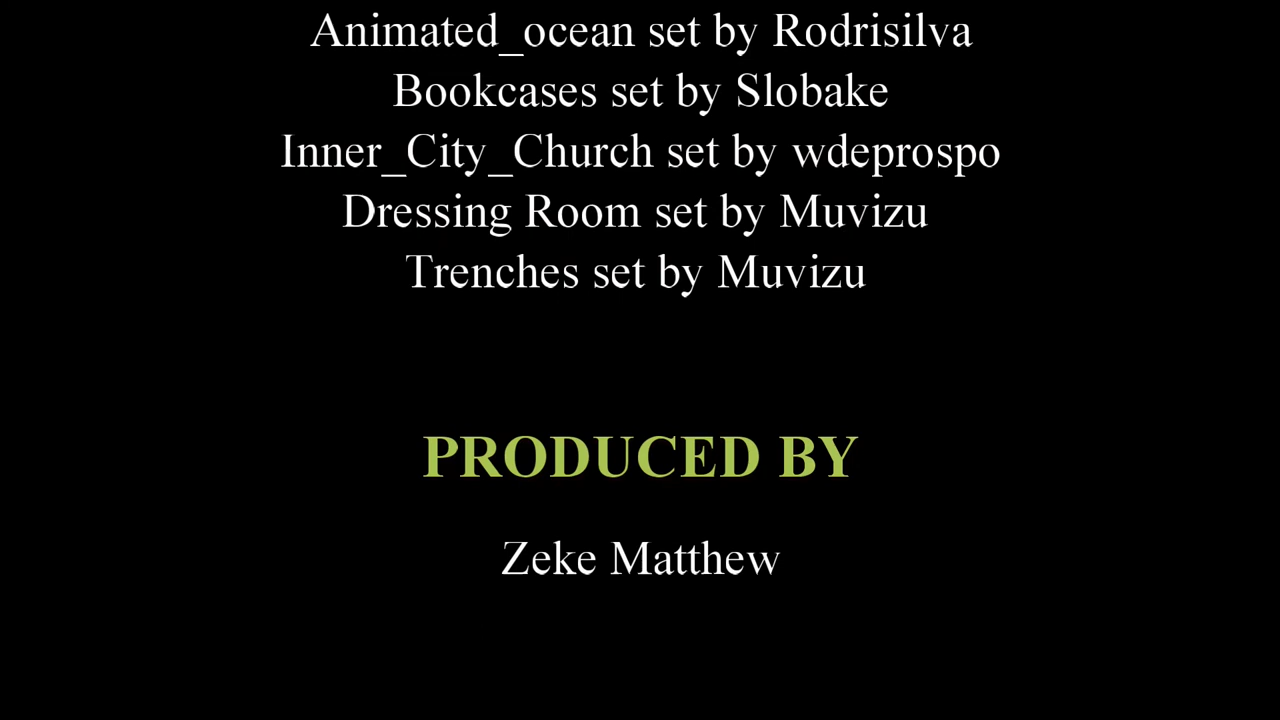 Animated_ocean set by Rodrisilva
Bookcases set by Slobake
Inner_City_Church set by wdeprospo
Dressing Room set by Muvizu
Trenches set by Muvizu
PRODUCED BY
Zeke Matthew